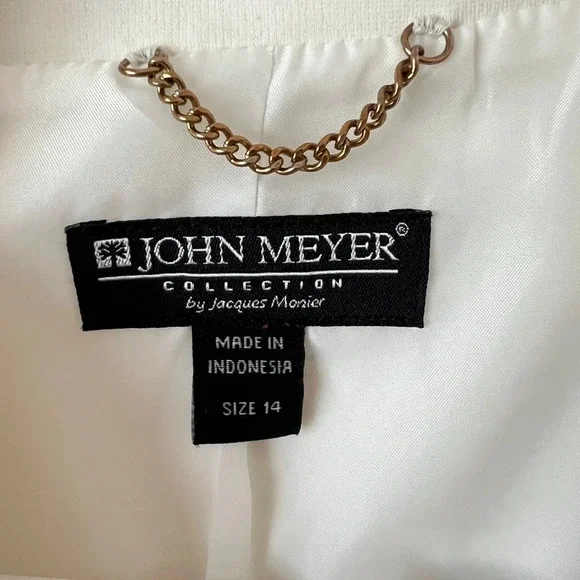 JOHN MEYER®
COLLECTION
by Jacques Monier
MADE IN
INDONESIA
SIZE 14